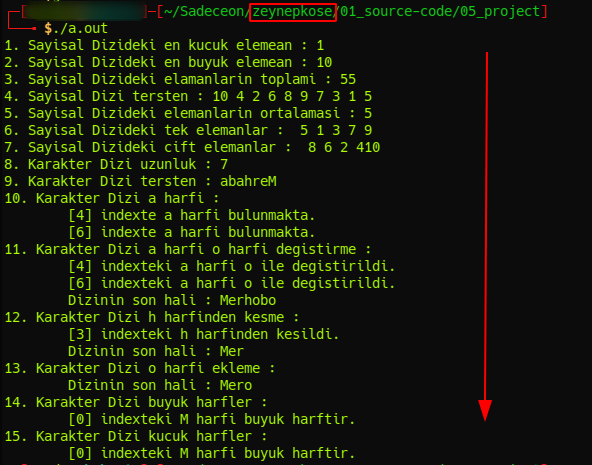 [~/Sadeceon/zeynepkose/01_source-code/05_project]
$./a.out
1. Sayisal Dizideki en kucuk elemean : 1
2. Sayisal Dizideki en buyuk elemean : 10
3. Sayisal Dizideki elamanlarin toplami : 55
4. Sayisal Dizi tersten : 10 4 2 6 8 9 7 3 1 5
5. Sayisal Dizideki elemanlarin ortalamasi : 5
6. Sayisal Dizideki tek elemanlar :  5 1 3 7 9
7. Sayisal Dizideki cift elemanlar :  8 6 2 410
8. Karakter Dizi uzunluk : 7
9. Karakter Dizi tersten : abahreM
10. Karakter Dizi a harfi :
[4] indexte a harfi bulunmakta.
[6] indexte a harfi bulunmakta.
11. Karakter Dizi a harfi o harfi degistirme :
[4] indexteki a harfi o ile degistirildi.
[6] indexteki a harfi o ile degistirildi.
Dizinin son hali : Merhobo
12. Karakter Dizi h harfinden kesme :
[3] indexteki h harfinden kesildi.
Dizinin son hali : Mer
13. Karakter Dizi o harfi ekleme :
Dizinin son hali : Mero
14. Karakter Dizi buyuk harfler :
[0] indexteki M harfi buyuk harftir.
15. Karakter Dizi kucuk harfler :
[0] indexteki M harfi buyuk harftir.